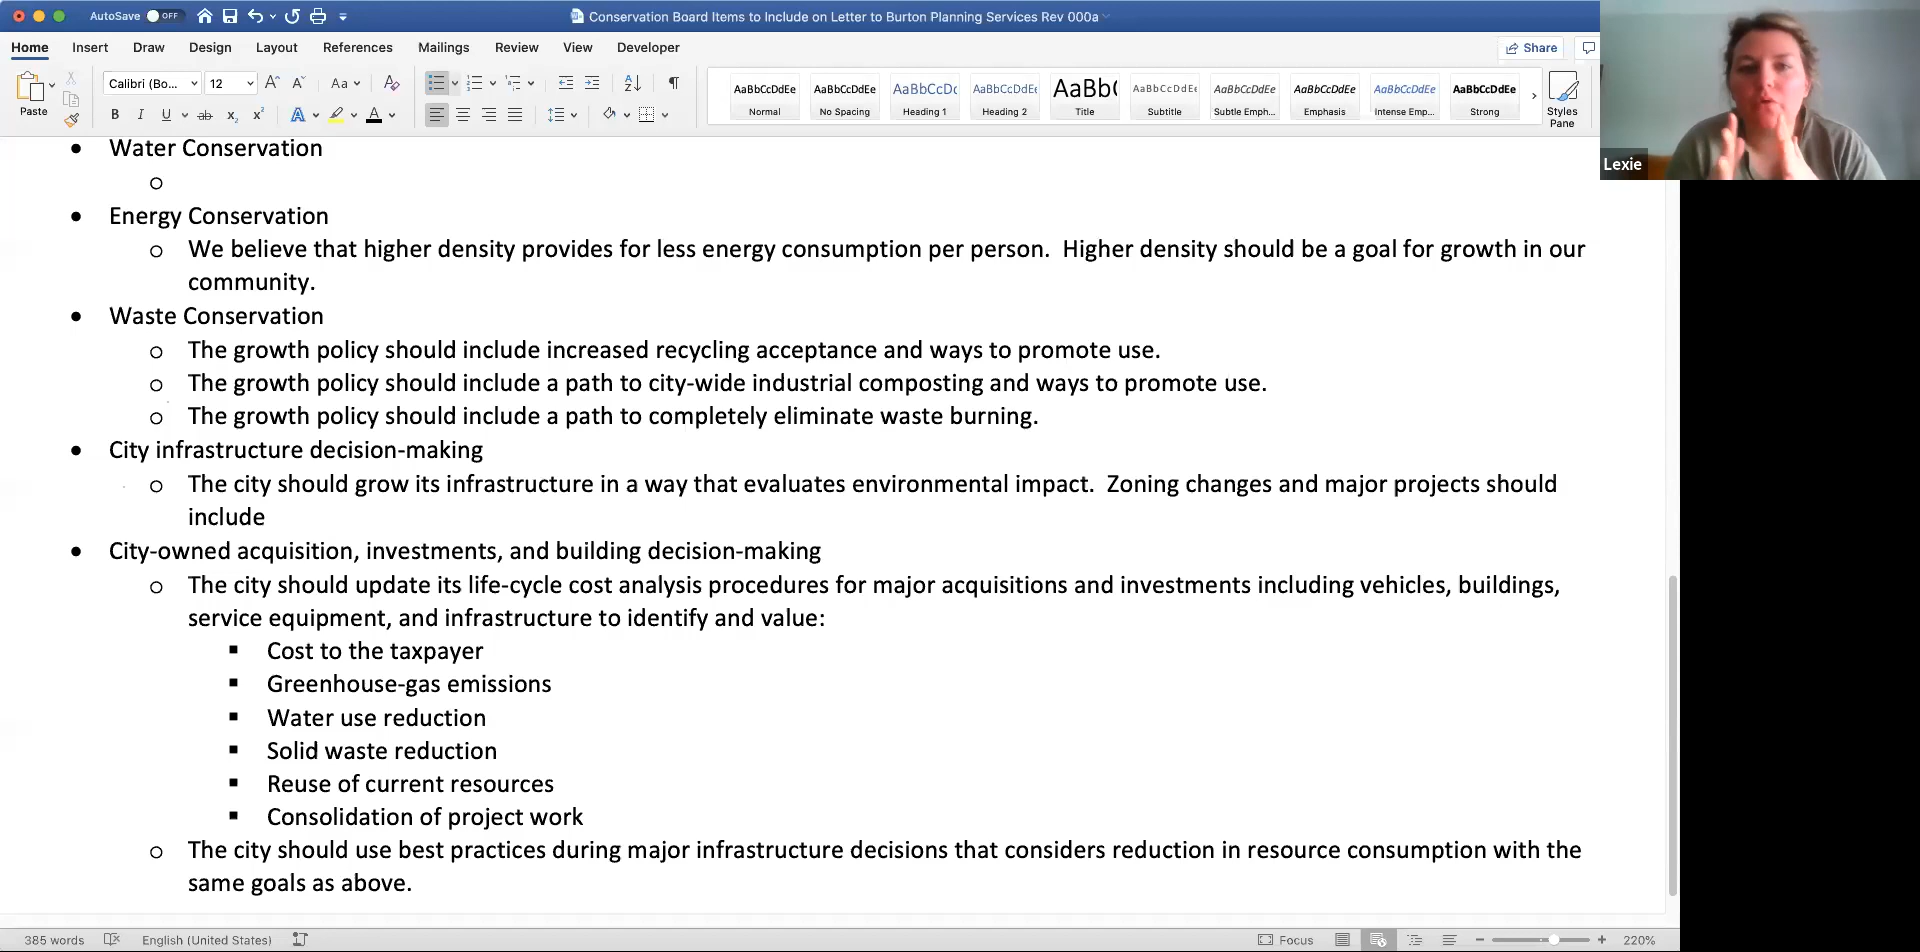 AutoSave OFF
Conservation Board Items to Include on Letter to Burton Planning Services Rev 000a
Home Insert Draw Design Layout References Mailings Review View Developer
Share
Paste
Calibri (Bo... 12
Aa
AaBbCcDdEe AaBbCcDdEe AaBbCcDc AaBbCcDdEe AaBb( AaBbCcDdEe AaBbCcDdEe AaBbCcDdEe AaBbCcDdEe AaBbCcDdEe
Normal No Spacing Heading 1 Heading 2 Title Subtitle Subtle Emph... Emphasis Intense Emp... Strong
Styles
Pane
Lexie
• Water Conservation
o
• Energy Conservation
o We believe that higher density provides for less energy consumption per person. Higher density should be a goal for growth in our
community.
• Waste Conservation
o The growth policy should include increased recycling acceptance and ways to promote use.
o The growth policy should include a path to city-wide industrial composting and ways to promote use.
o The growth policy should include a path to completely eliminate waste burning.
• City infrastructure decision-making
o The city should grow its infrastructure in a way that evaluates environmental impact. Zoning changes and major projects should
include
• City-owned acquisition, investments, and building decision-making
o The city should update its life-cycle cost analysis procedures for major acquisitions and investments including vehicles, buildings,
service equipment, and infrastructure to identify and value:
▪ Cost to the taxpayer
▪ Greenhouse-gas emissions
▪ Water use reduction
▪ Solid waste reduction
▪ Reuse of current resources
▪ Consolidation of project work
o The city should use best practices during major infrastructure decisions that considers reduction in resource consumption with the
same goals as above.
385 words English (United States) Focus 220%